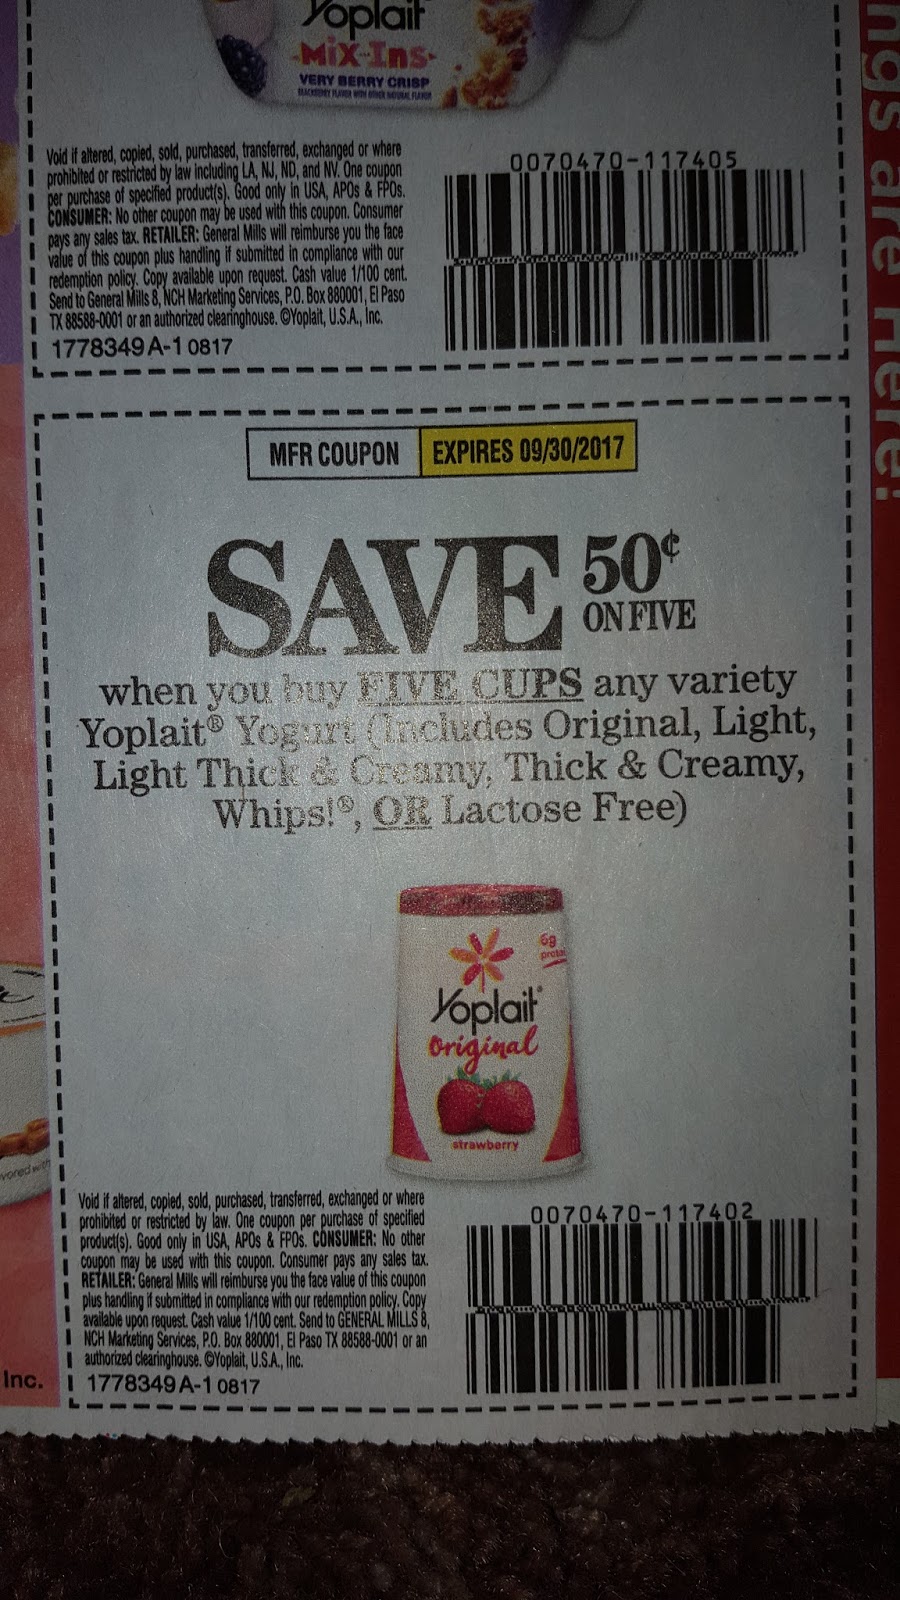 Yoplait
Mix-Ins
VERY BERRY CRISP
BLACKBERRY FLAVOR WITH OTHER NATURAL FLAVOR
Void if altered, copied, sold, purchased, transferred, exchanged or where
prohibited or restricted by law including LA, NJ, ND, and NV. One coupon
per purchase of specified product(s). Good only in USA, APOs & FPOs.
CONSUMER: No other coupon may be used with this coupon. Consumer
pays any sales tax. RETAILER: General Mills will reimburse you the face
value of this coupon plus handling if submitted in compliance with our
redemption policy. Copy available upon request. Cash value 1/100 cent.
Send to General Mills 8, NCH Marketing Services, P.O. Box 880001, El Paso
TX 88588-0001 or an authorized clearinghouse. ©Yoplait, U.S.A., Inc.
1778349A-1 0817
0070470-117405
ngs are here!
MFR COUPON EXPIRES 09/30/2017
SAVE 50¢
ON FIVE
when you buy FIVE CUPS any variety
Yoplait® Yogurt (Includes Original, Light,
Light Thick & Creamy, Thick & Creamy,
Whips!®, OR Lactose Free)
6g
Yoplait®
original
strawberry
vored with
Inc.
Void if altered, copied, sold, purchased, transferred, exchanged or where
prohibited or restricted by law. One coupon per purchase of specified
product(s). Good only in USA, APOs & FPOs. CONSUMER: No other
coupon may be used with this coupon. Consumer pays any sales tax.
RETAILER: General Mills will reimburse you the face value of this coupon
plus handling if submitted in compliance with our redemption policy. Copy
available upon request. Cash value 1/100 cent. Send to GENERAL MILLS 8,
NCH Marketing Services, P.O. Box 880001, El Paso TX 88588-0001 or an
authorized clearinghouse. ©Yoplait, U.S.A., Inc.
1778349A-1 0817
0070470-117402